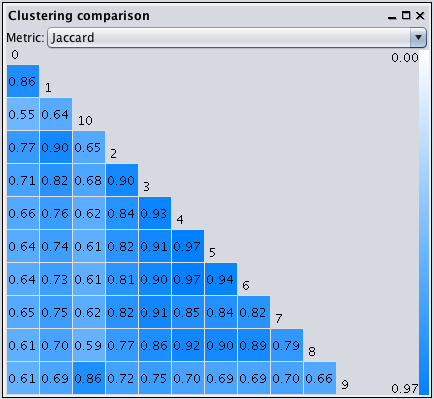 Clustering comparison
Metric: Jaccard
0 0.00
0.86 1
0.55 0.64 10
0.77 0.90 0.65 2
0.71 0.82 0.68 0.90 3
0.66 0.76 0.62 0.84 0.93 4
0.64 0.74 0.61 0.82 0.91 0.97 5
0.64 0.73 0.61 0.81 0.90 0.97 0.94 6
0.65 0.75 0.62 0.82 0.91 0.85 0.84 0.82 7
0.61 0.70 0.59 0.77 0.86 0.92 0.90 0.89 0.79 8
0.61 0.69 0.86 0.72 0.75 0.70 0.69 0.69 0.70 0.66 9 0.97